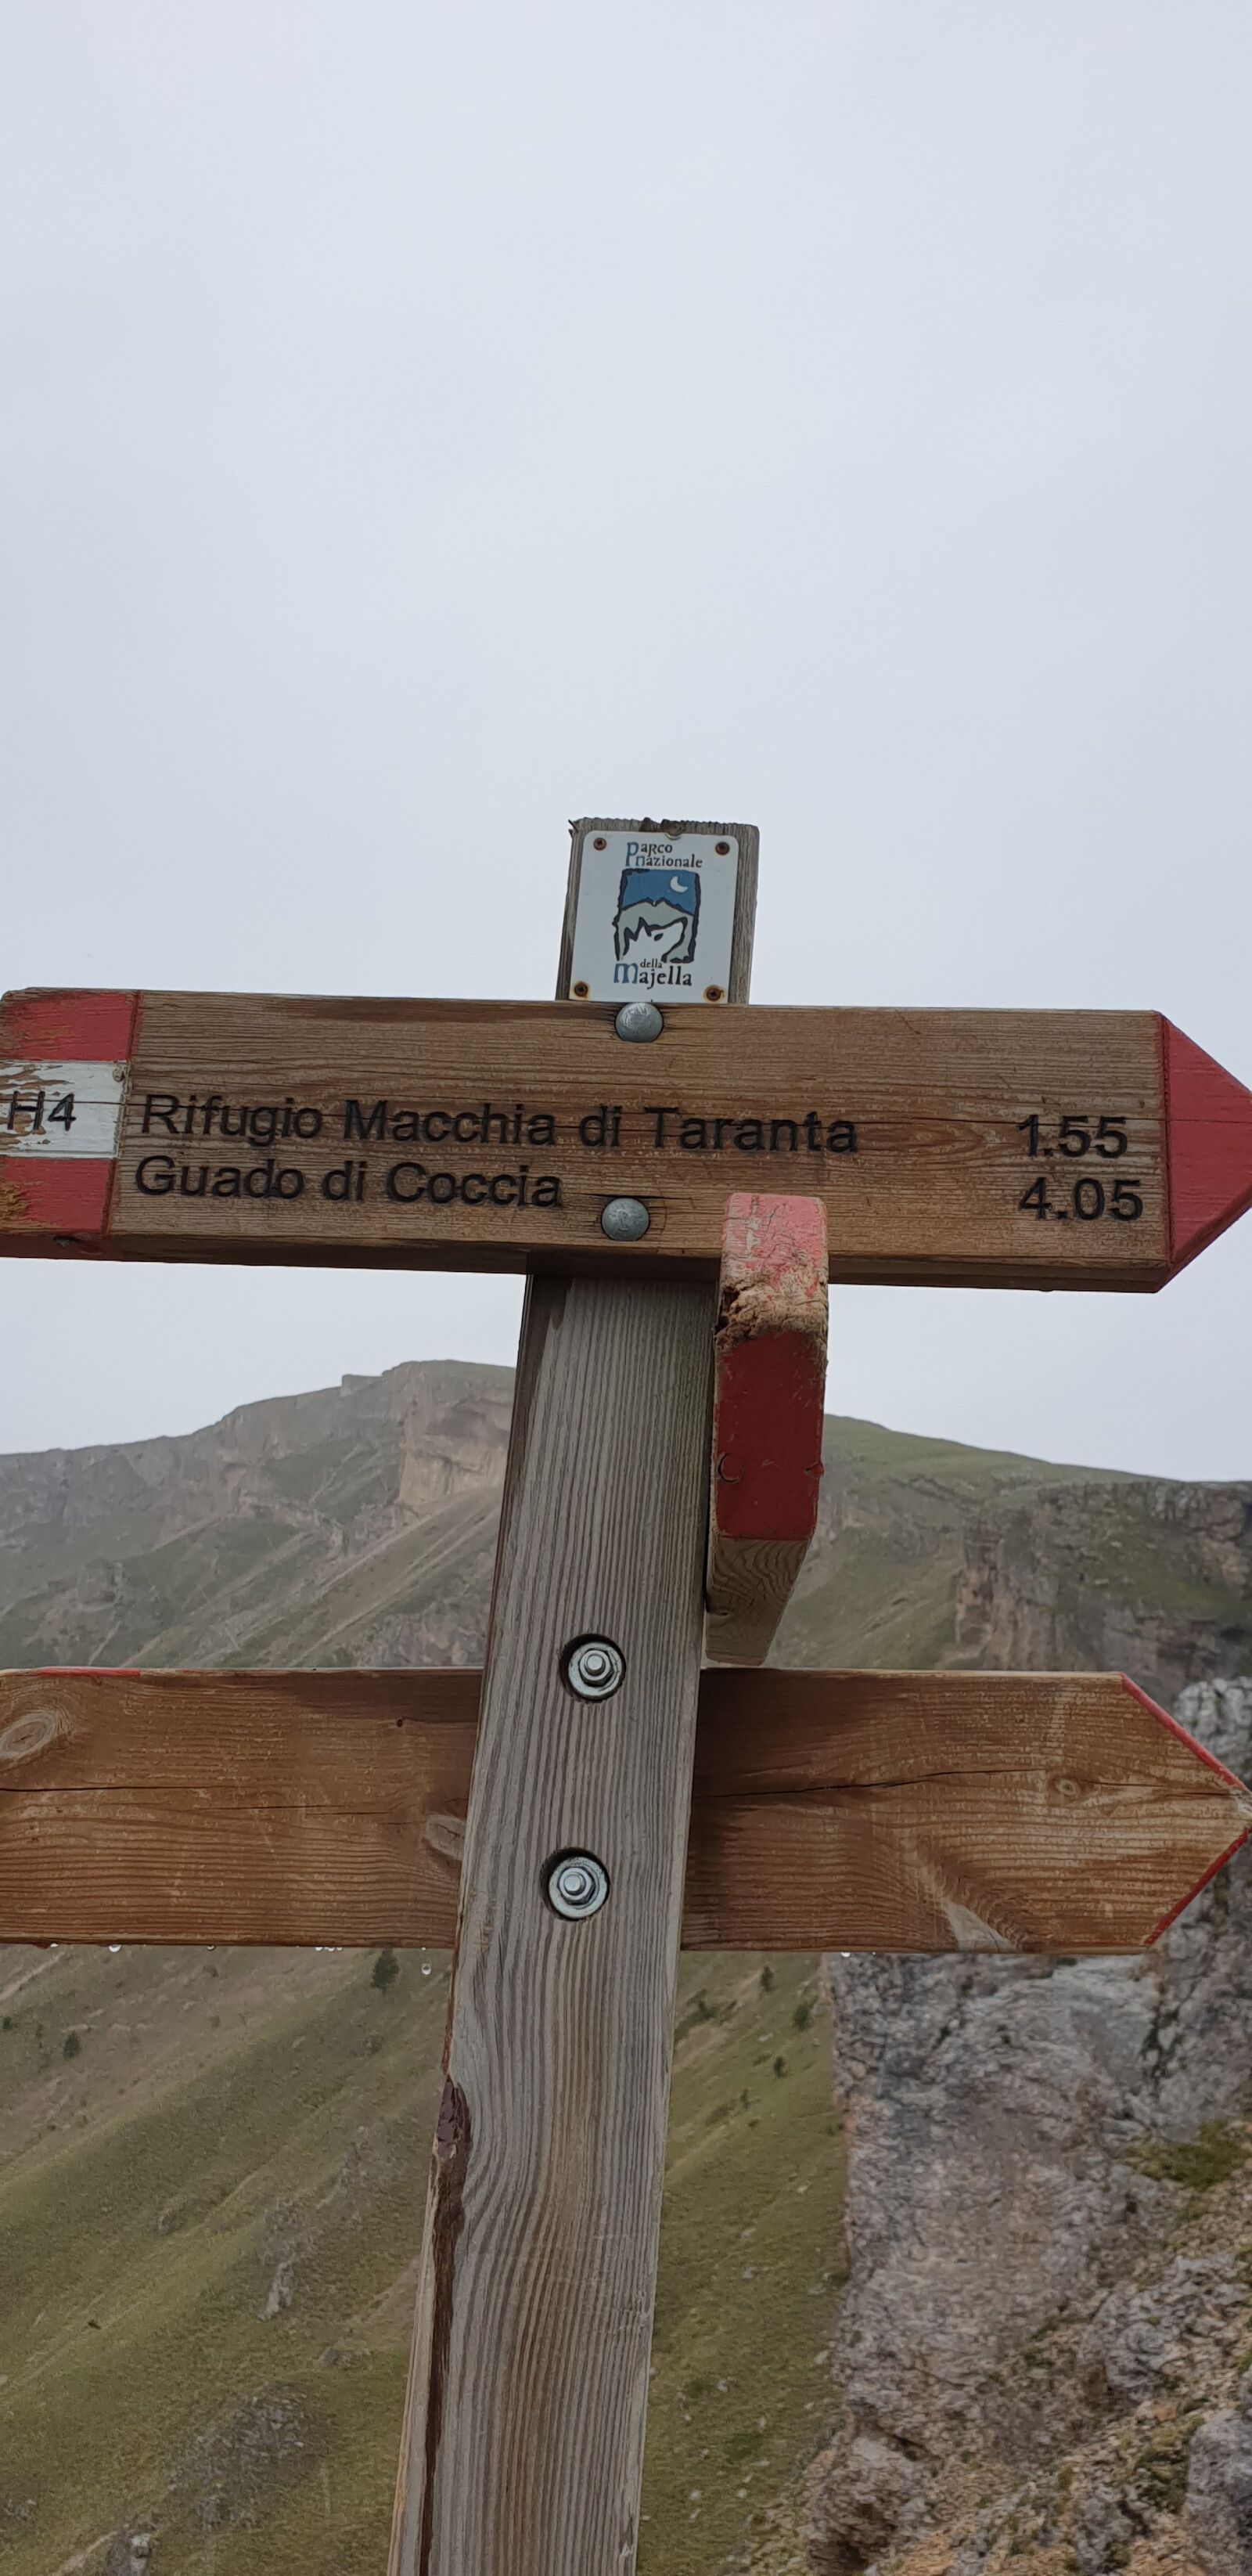 Parco
nazionale
della
Majella
H4
Rifugio Macchia di Taranta 1.55
Guado di Coccia 4.05